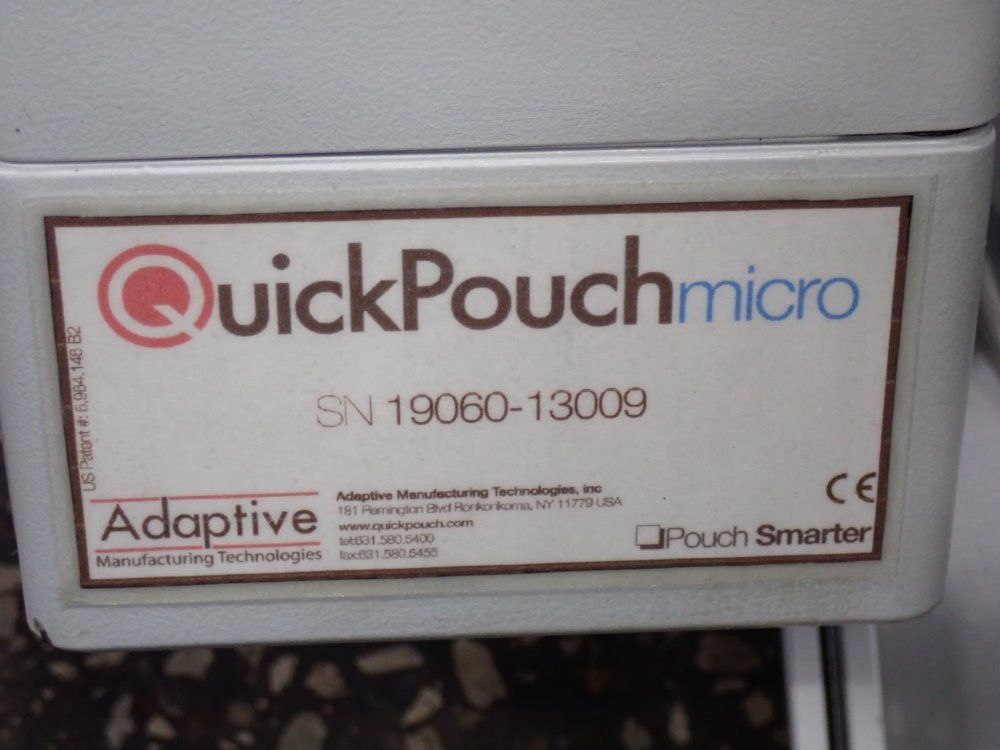 QuickPouchmicro
SN 19060-13009
US Patent #: 6,964,146 B2
Adaptive
Manufacturing Technologies
Adaptive Manufacturing Technologies, inc
181 Remington Blvd Ronkonkoma, NY 11779 USA
www.quickpouch.com
tel:631.580.5400
fax:631.580.5455
CE
Pouch Smarter